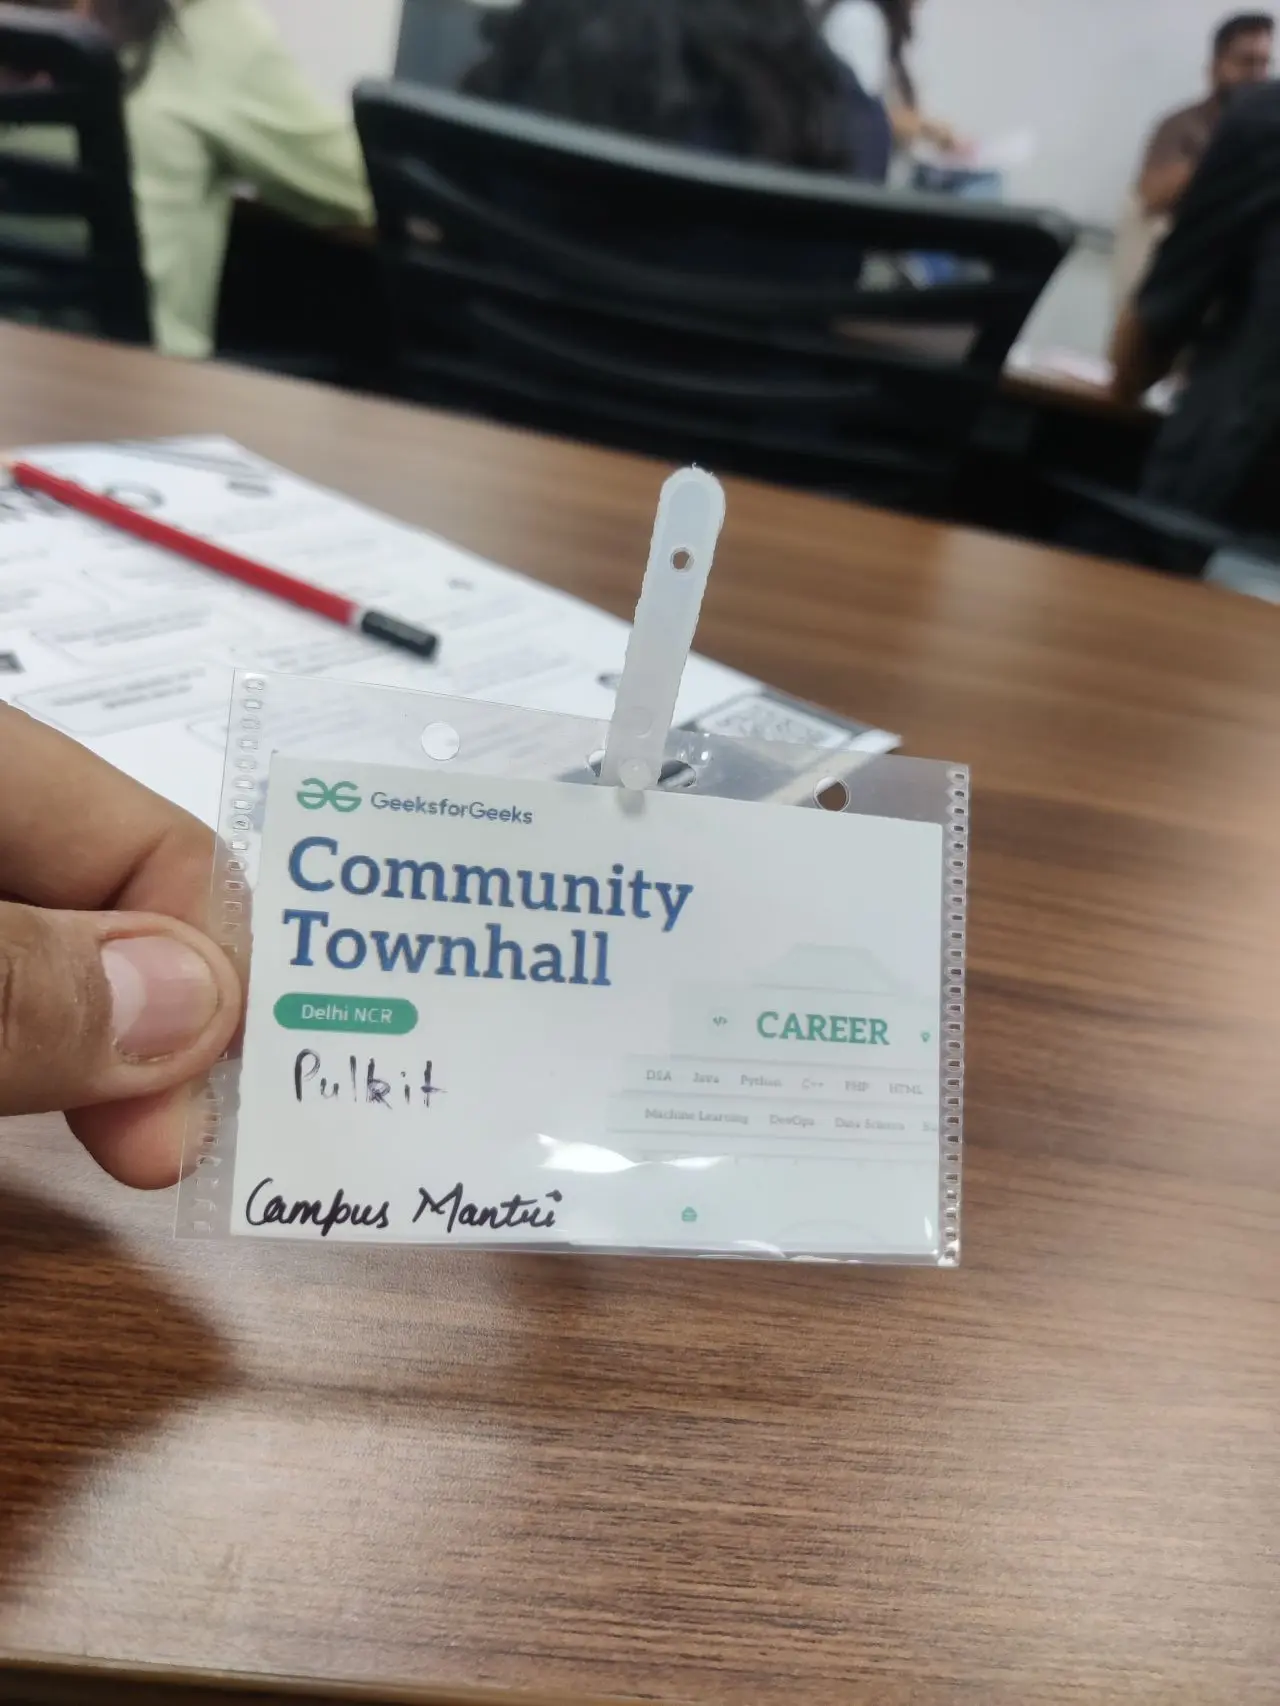 GeeksforGeeks
Community
Townhall
Delhi NCR
Pulkit
Campus Mantri
</> CAREER
DSA Java Python C++ PHP HTML
Machine Learning DevOps Data Science